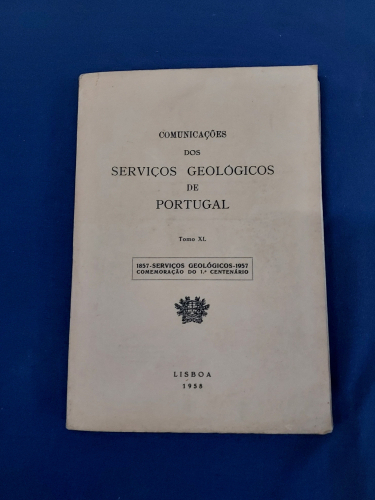 COMUNICAÇÕES
DOS
SERVIÇOS GEOLÓGICOS
DE
PORTUGAL
Tomo XL
1857-SERVIÇOS GEOLÓGICOS-1957
COMEMORAÇÃO DO 1.º CENTENÁRIO
LISBOA
1958